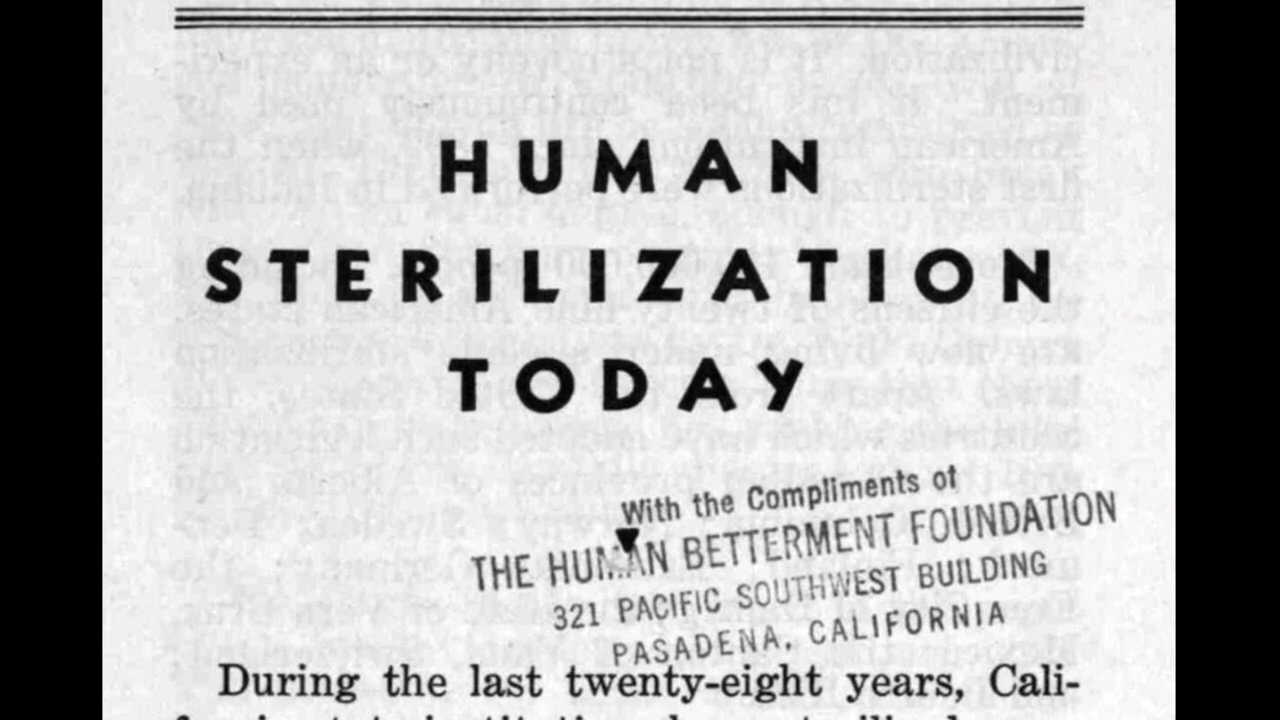 HUMAN
STERILIZATION
TODAY
With the Compliments of
THE HUMAN BETTERMENT FOUNDATION
321 PACIFIC SOUTHWEST BUILDING
PASADENA, CALIFORNIA
During the last twenty-eight years, Cali-